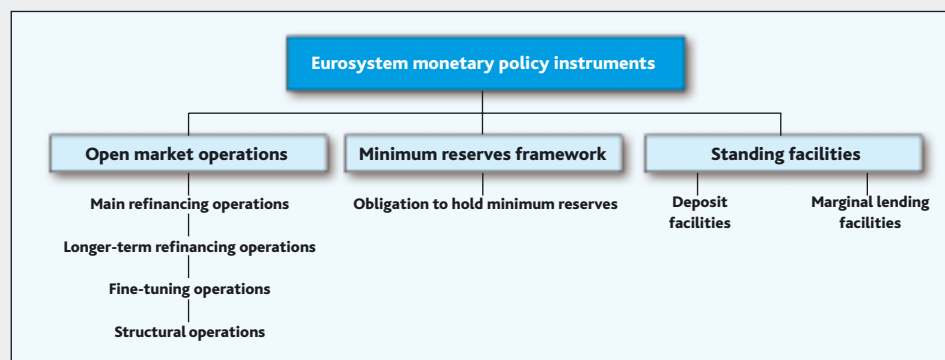 Eurosystem monetary policy instruments
Open market operations
Main refinancing operations
Longer-term refinancing operations
Fine-tuning operations
Structural operations
Minimum reserves framework
Obligation to hold minimum reserves
Standing facilities
Deposit
facilities
Marginal lending
facilities